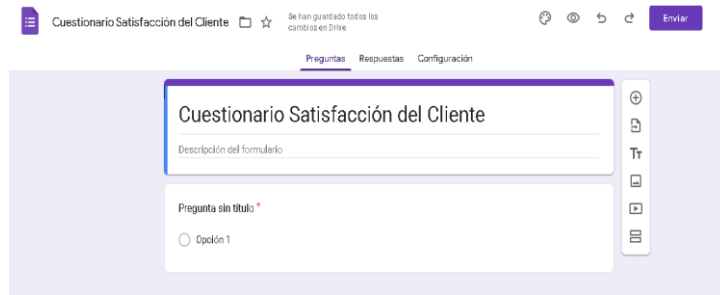 Cuestionario Satisfacción del Cliente
Se han guardado todos los
cambios en Drive
Enviar
Preguntas Respuestas Configuración
Cuestionario Satisfacción del Cliente
Descripción del formulario
Pregunta sin título *
Opción 1
Tт